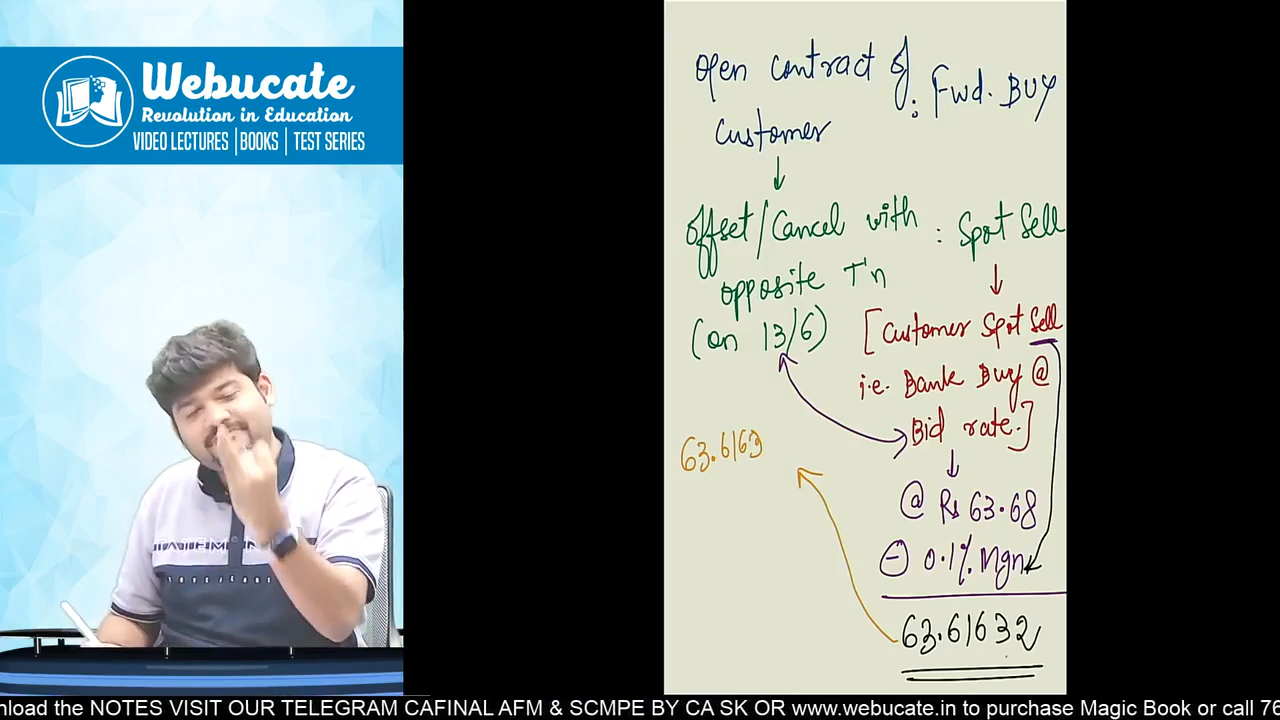 Webucate
Revolution in Education
VIDEO LECTURES | BOOKS | TEST SERIES
Open contract of : Fwd. BUY
Customer
↓
Offset/Cancel with : Spot Sell
opposite T'n
(on 13/6)
↓
[Customer Spot Sell
i.e. Bank Buy @
Bid rate.]
↓
@ Rs 63.68
⊖ 0.1% Mgn
63.61632
63.6163
nload the NOTES VISIT OUR TELEGRAM CAFINAL AFM & SCMPE BY CA SK OR www.webucate.in to purchase Magic Book or call 76